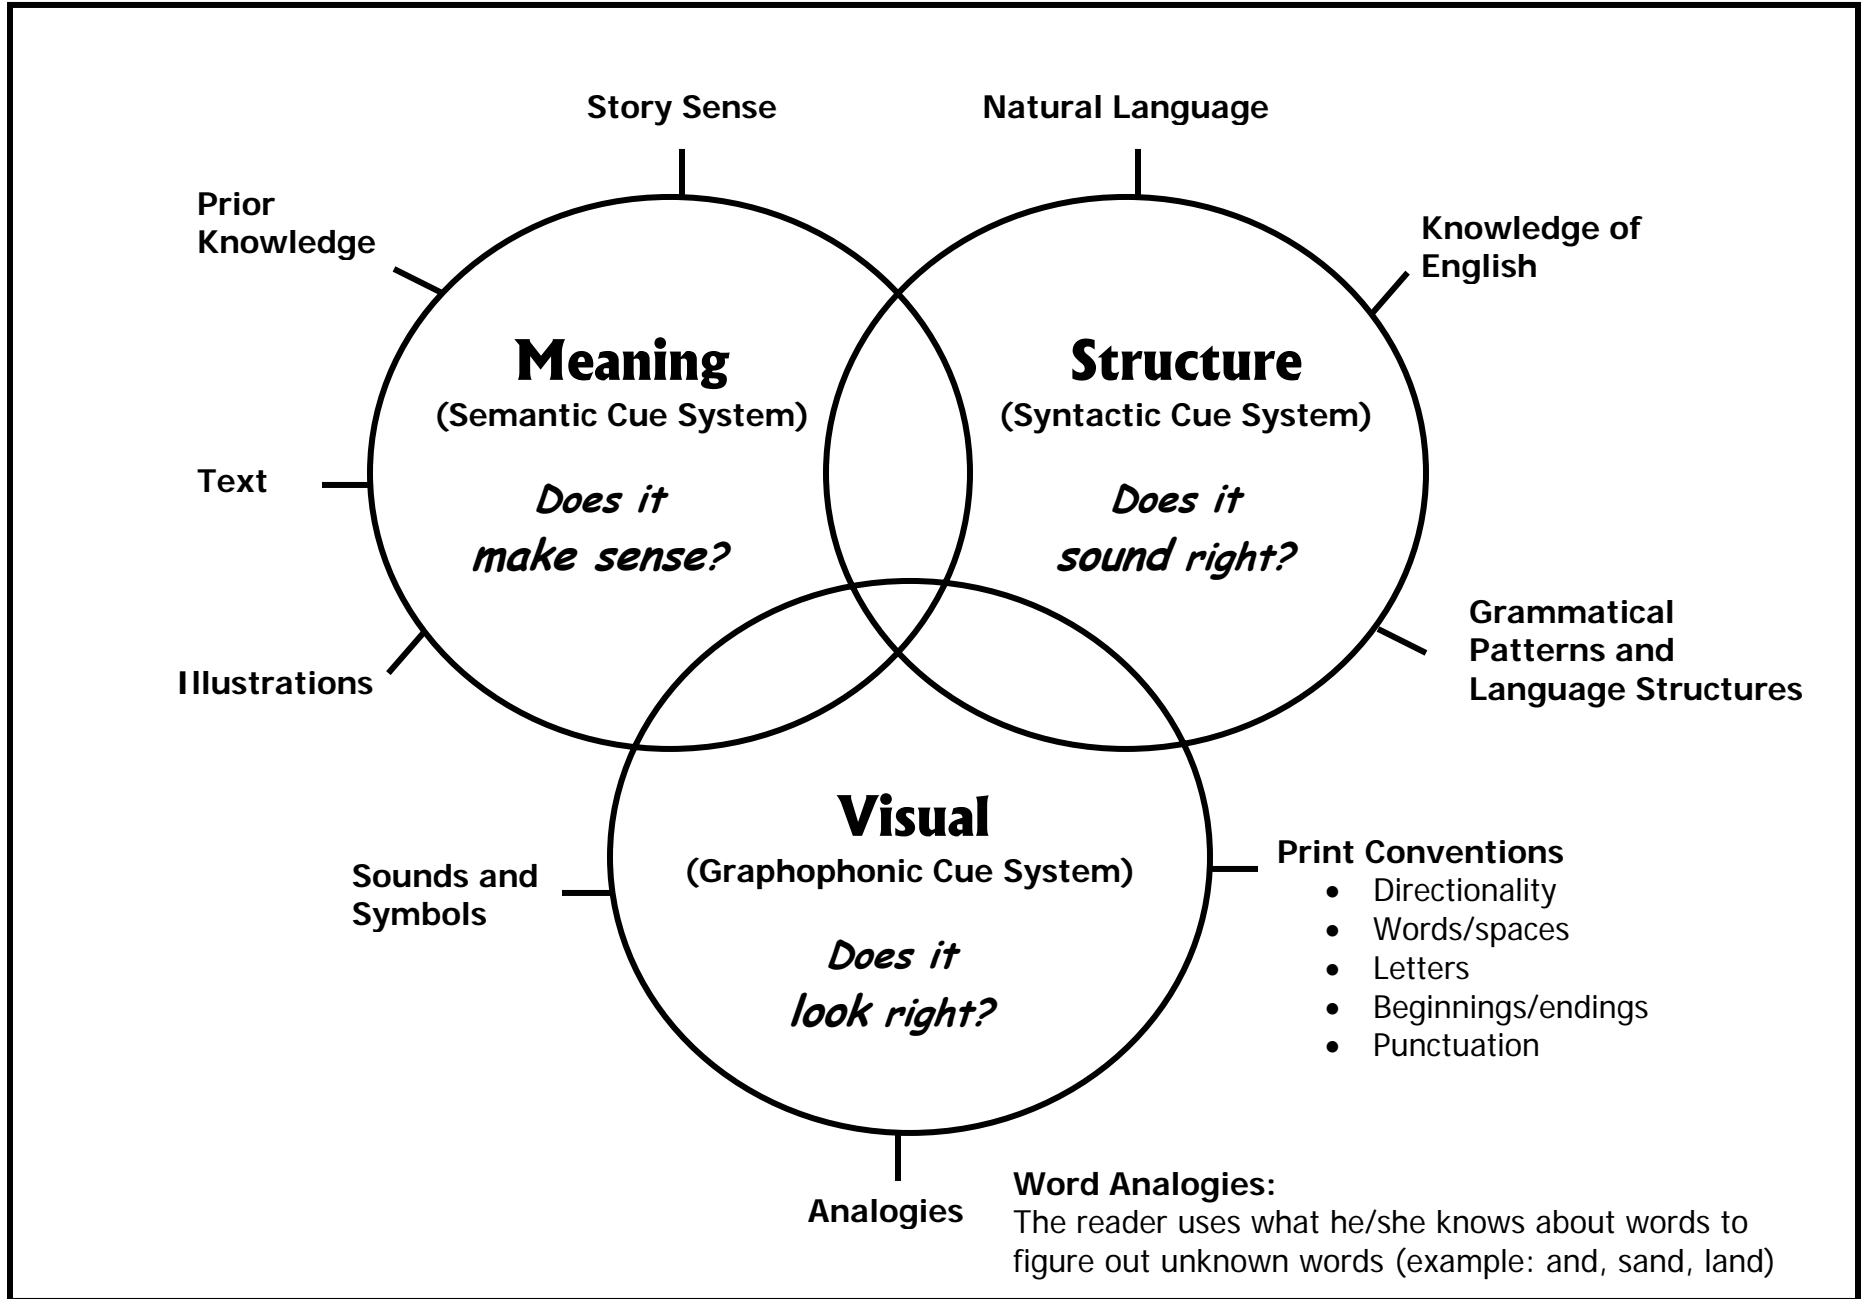 Story Sense
Natural Language
Prior
Knowledge
Knowledge of
English
Meaning
(Semantic Cue System)
Does it
make sense?
Structure
(Syntactic Cue System)
Does it
sound right?
Text
Illustrations
Grammatical
Patterns and
Language Structures
Visual
(Graphophonic Cue System)
Does it
look right?
Sounds and
Symbols
Print Conventions
• Directionality
• Words/spaces
• Letters
• Beginnings/endings
• Punctuation
Analogies
Word Analogies:
The reader uses what he/she knows about words to
figure out unknown words (example: and, sand, land)